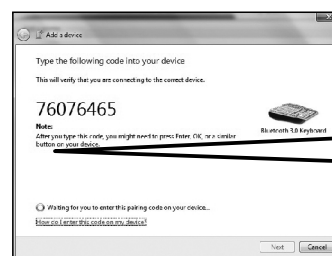 Add a device
Type the following code into your device
This will verify that you are connecting to the correct device.
76076465
Note:
After you type this code, you might need to press Enter, OK, or a similar
button on your device.
Bluetooth 3.0 Keyboard
Waiting for you to enter this pairing code on your device...
How do I enter this code on my device?
Next
Cancel